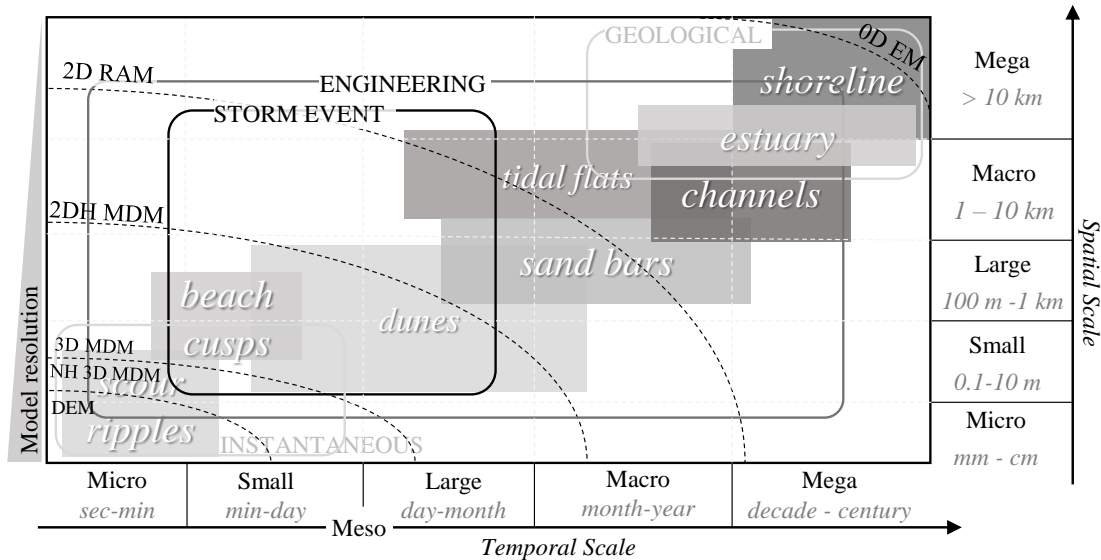 GEOLOGICAL
0D EM
Mega
> 10 km
2D RAM
ENGINEERING
shoreline
STORM EVENT
estuary
tidal flats
Macro
1 – 10 km
channels
2DH MDM
sand bars
Large
100 m -1 km
beach
cusps
dunes
Small
0.1-10 m
3D MDM
NH 3D MDM
scour
DEM
ripples
INSTANTANEOUS
Micro
mm - cm
Model resolution
Spatial Scale
Micro
sec-min
Small
min-day
Large
day-month
Macro
month-year
Mega
decade - century
Meso
Temporal Scale